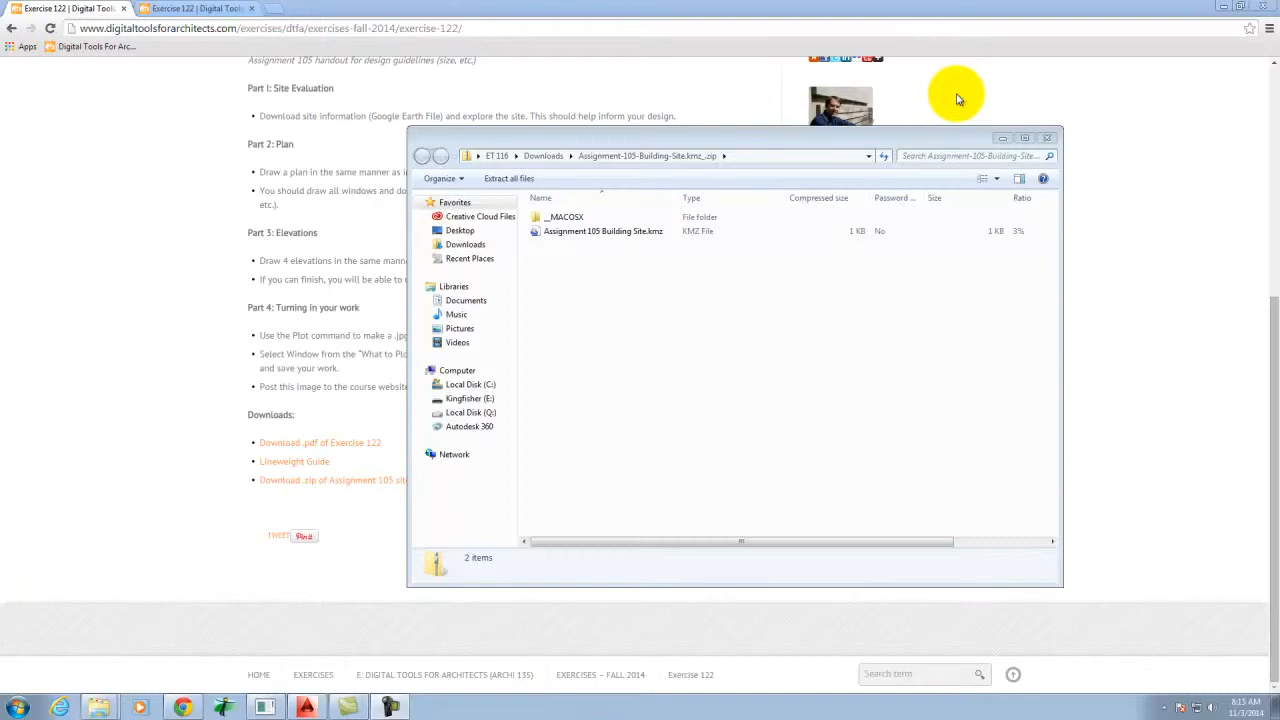 Exercise 122 | Digital Tools
Exercise 122 | Digital Tools
www.digitaltoolsforarchitects.com/exercises/dtfa/exercises-fall-2014/exercise-122/
Apps
Digital Tools For Arc...
Assignment 105 handout for design guidelines (size, etc.)
Part I: Site Evaluation
Download site information (Google Earth File) and explore the site. This should help inform your design.
Part 2: Plan
Draw a plan in the same manner as i
You should draw all windows and do
etc.).
Part 3: Elevations
Draw 4 elevations in the same mann
If you can finish, you will be able to
Part 4: Turning in your work
Use the Plot command to make a .jpg
Select Window from the "What to Plo
and save your work.
Post this image to the course website
Downloads:
Download .pdf of Exercise 122
Lineweight Guide
Download .zip of Assignment 105 sit
TWEET
Pin it
ET 116
Downloads
Assignment-105-Building-Site.kmz_.zip
Search Assignment-105-Building-Site....
Organize
Extract all files
Name
Type
Compressed size
Password ...
Size
Ratio
__MACOSX
File folder
Assignment 105 Building Site.kmz
KMZ File
1 KB
No
1 KB
3%
Favorites
Creative Cloud Files
Desktop
Downloads
Recent Places
Libraries
Documents
Music
Pictures
Videos
Computer
Local Disk (C:)
Kingfisher (E:)
Local Disk (Q:)
Autodesk 360
Network
2 items
HOME
EXERCISES
E: DIGITAL TOOLS FOR ARCHITECTS (ARCHI 135)
EXERCISES – FALL 2014
Exercise 122
Search term
8:15 AM
11/3/2014